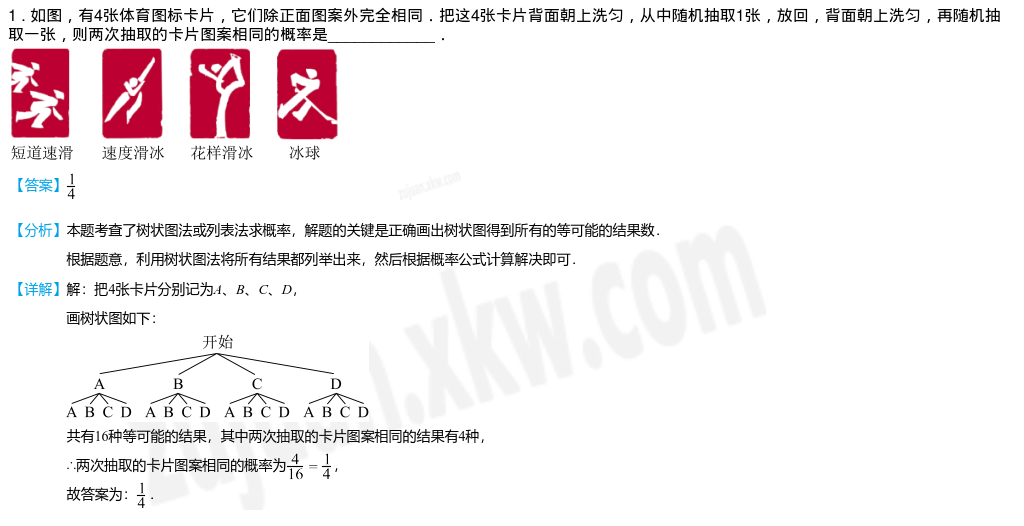 1．如图，有4张体育图标卡片，它们除正面图案外完全相同．把这4张卡片背面朝上洗匀，从中随机抽取1张，放回，背面朝上洗匀，再随机抽
取一张，则两次抽取的卡片图案相同的概率是____________．
短道速滑 速度滑冰 花样滑冰 冰球
【答案】1/4
【分析】本题考查了树状图法或列表法求概率，解题的关键是正确画出树状图得到所有的等可能的结果数．
根据题意，利用树状图法将所有结果都列举出来，然后根据概率公式计算解决即可．
【详解】解：把4张卡片分别记为A、B、C、D，
画树状图如下：
开始
A B C D
A B C D A B C D A B C D A B C D
共有16种等可能的结果，其中两次抽取的卡片图案相同的结果有4种，
∴两次抽取的卡片图案相同的概率为4/16 = 1/4，
故答案为：1/4．
zujuan.xkw.com
zujuan.xkw.com